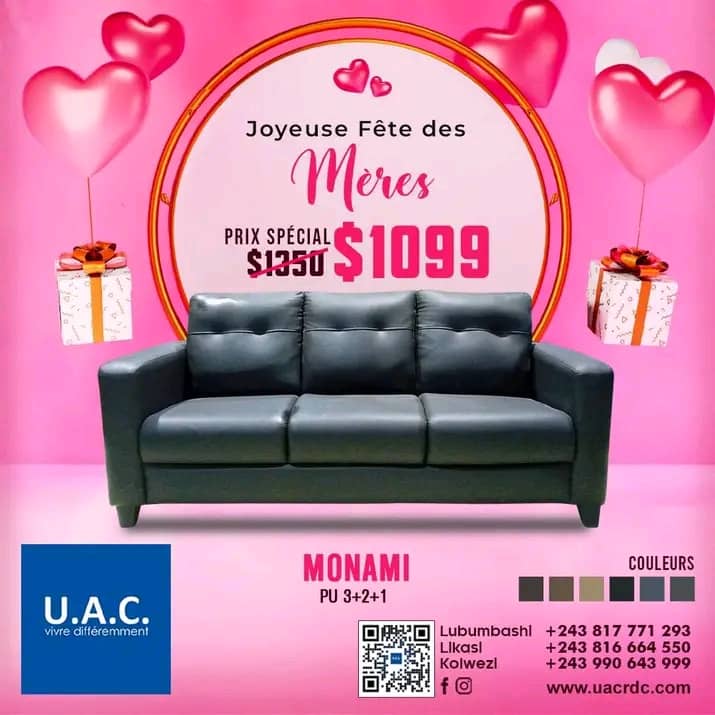 Joyeuse Fête des
Mères
PRIX SPÉCIAL
$1350
$1099
MONAMI
PU 3+2+1
COULEURS
U.A.C.
vivre différemment
Lubumbashi +243 817 771 293
Likasi +243 816 664 550
Kolwezi +243 990 643 999
www.uacrdc.com